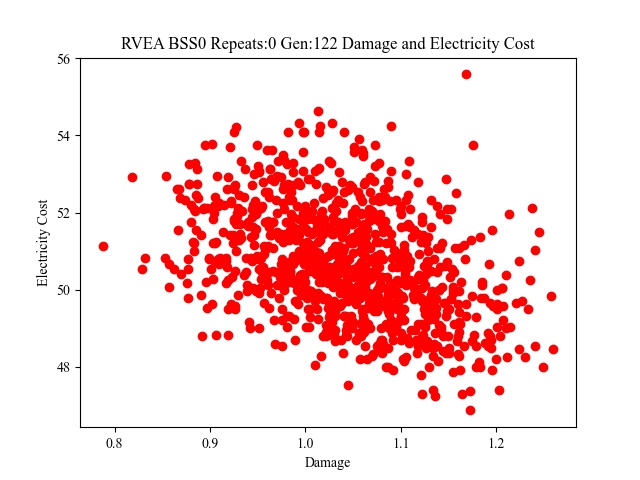 RVEA BSS0 Repeats:0 Gen:122 Damage and Electricity Cost
56
54
52
50
48
Electricity Cost
0.8 0.9 1.0 1.1 1.2
Damage